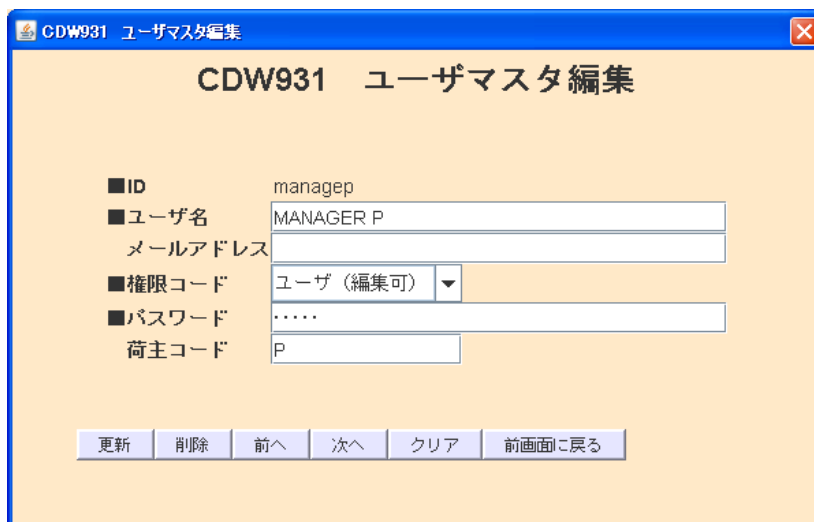 CDW931 ユーザマスタ編集
CDW931 ユーザマスタ編集
■ID managep
■ユーザ名 MANAGER P
メールアドレス
■権限コード ユーザ（編集可）
■パスワード ·····
荷主コード P
更新 削除 前へ 次へ クリア 前画面に戻る